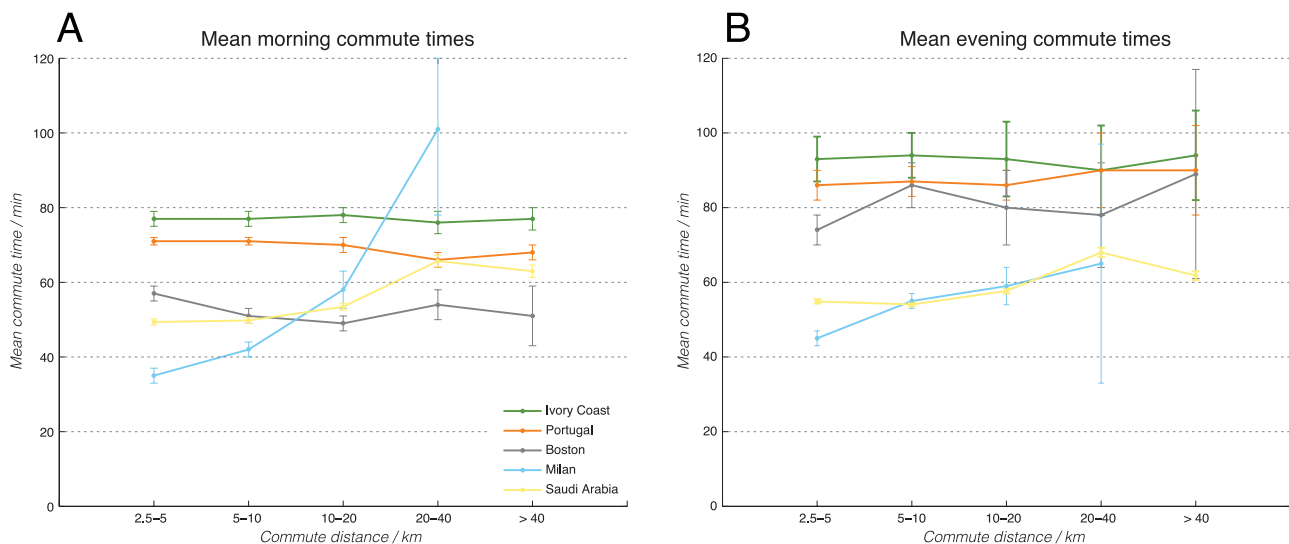 A
Mean morning commute times
Mean commute time / min
120
100
80
60
40
20
0
2.5–5
5–10
10–20
20–40
> 40
Commute distance / km
Ivory Coast
Portugal
Boston
Milan
Saudi Arabia
B
Mean evening commute times
Mean commute time / min
120
100
80
60
40
20
0
2.5–5
5–10
10–20
20–40
> 40
Commute distance / km